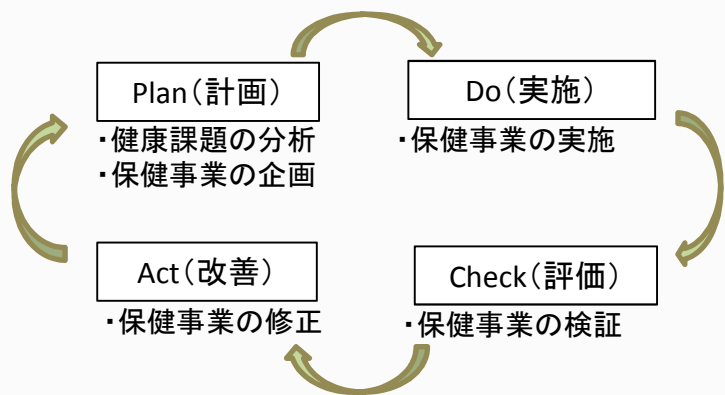 Plan(計画)
・健康課題の分析
・保健事業の企画
Do(実施)
・保健事業の実施
Act(改善)
・保健事業の修正
Check(評価)
・保健事業の検証